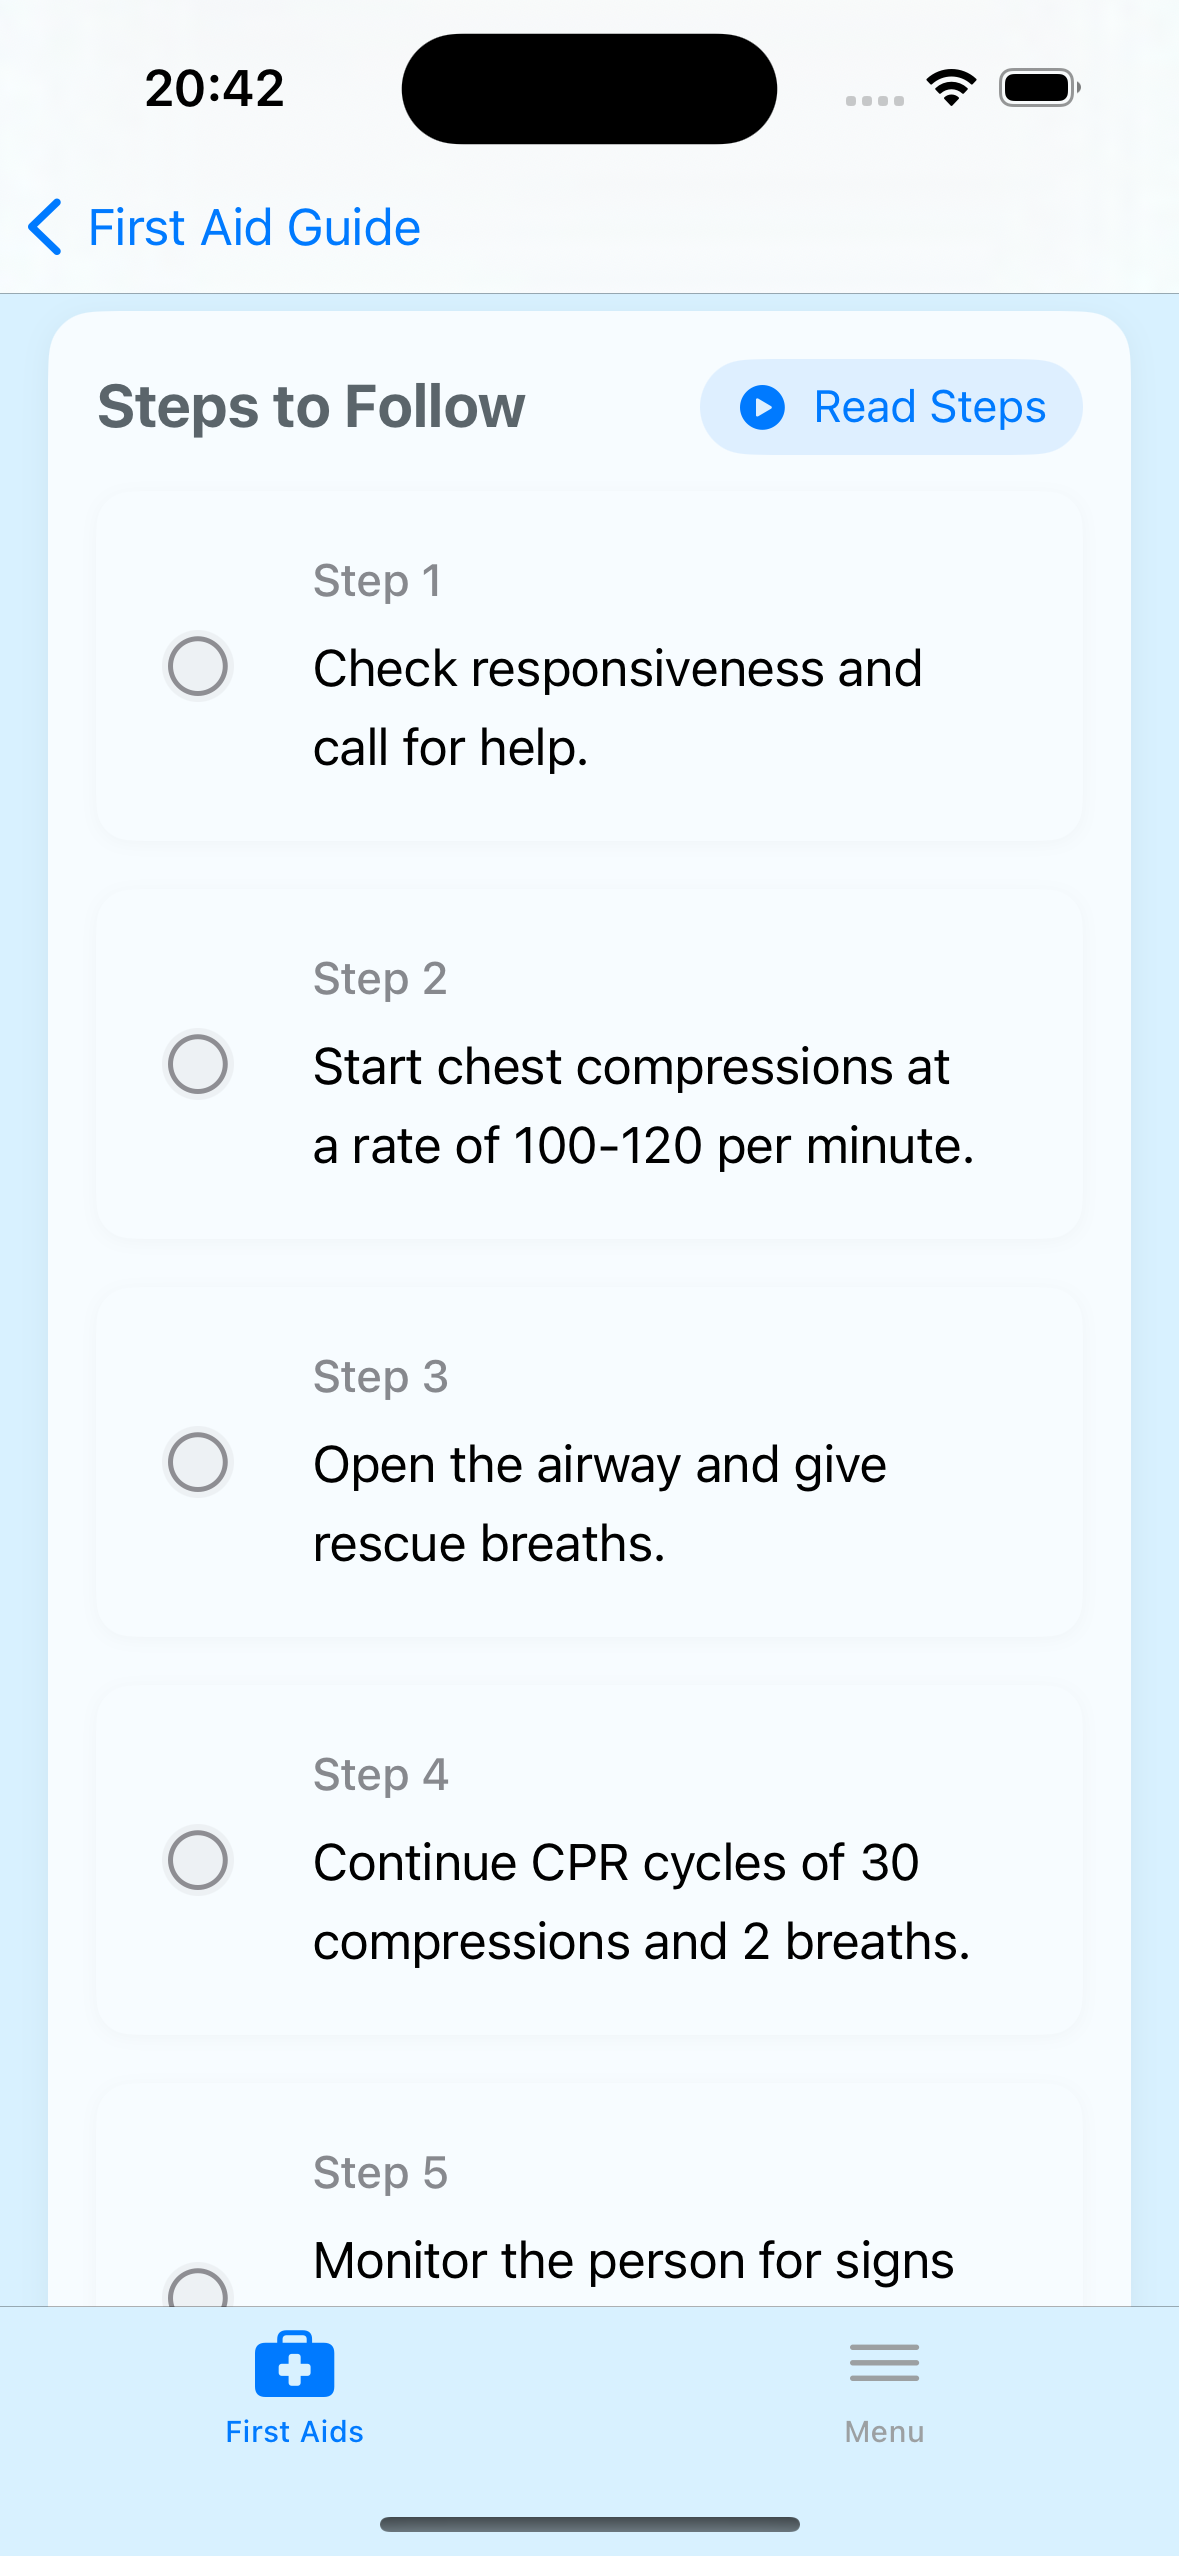 20:42
First Aid Guide
Steps to Follow
Read Steps
Step 1
Check responsiveness and
call for help.
Step 2
Start chest compressions at
a rate of 100-120 per minute.
Step 3
Open the airway and give
rescue breaths.
Step 4
Continue CPR cycles of 30
compressions and 2 breaths.
Step 5
Monitor the person for signs
First Aids
Menu